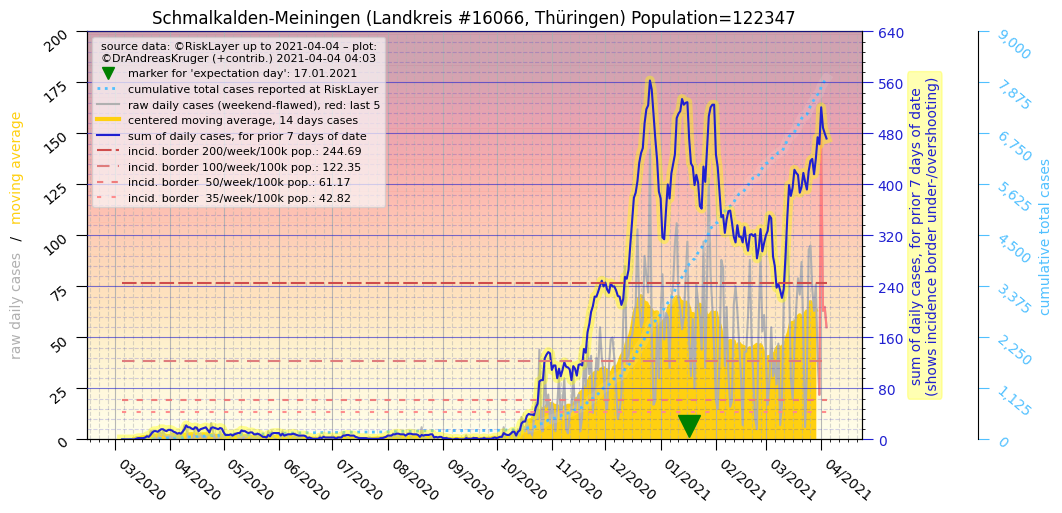 Schmalkalden-Meiningen (Landkreis #16066, Thüringen) Population=122347
source data: ©RiskLayer up to 2021-04-04 – plot:
©DrAndreasKruger (+contrib.) 2021-04-04 04:03
marker for 'expectation day': 17.01.2021
cumulative total cases reported at RiskLayer
raw daily cases (weekend-flawed), red: last 5
centered moving average, 14 days cases
sum of daily cases, for prior 7 days of date
incid. border 200/week/100k pop.: 244.69
incid. border 100/week/100k pop.: 122.35
incid. border  50/week/100k pop.: 61.17
incid. border  35/week/100k pop.: 42.82
raw daily cases / moving average
200
175
150
125
100
75
50
25
0
03/2020
04/2020
05/2020
06/2020
07/2020
08/2020
09/2020
10/2020
11/2020
12/2020
01/2021
02/2021
03/2021
04/2021
640
560
480
400
320
240
160
80
0
sum of daily cases, for prior 7 days of date
(shows incidence border under-/overshooting)
9,000
7,875
6,750
5,625
4,500
3,375
2,250
1,125
0
cumulative total cases